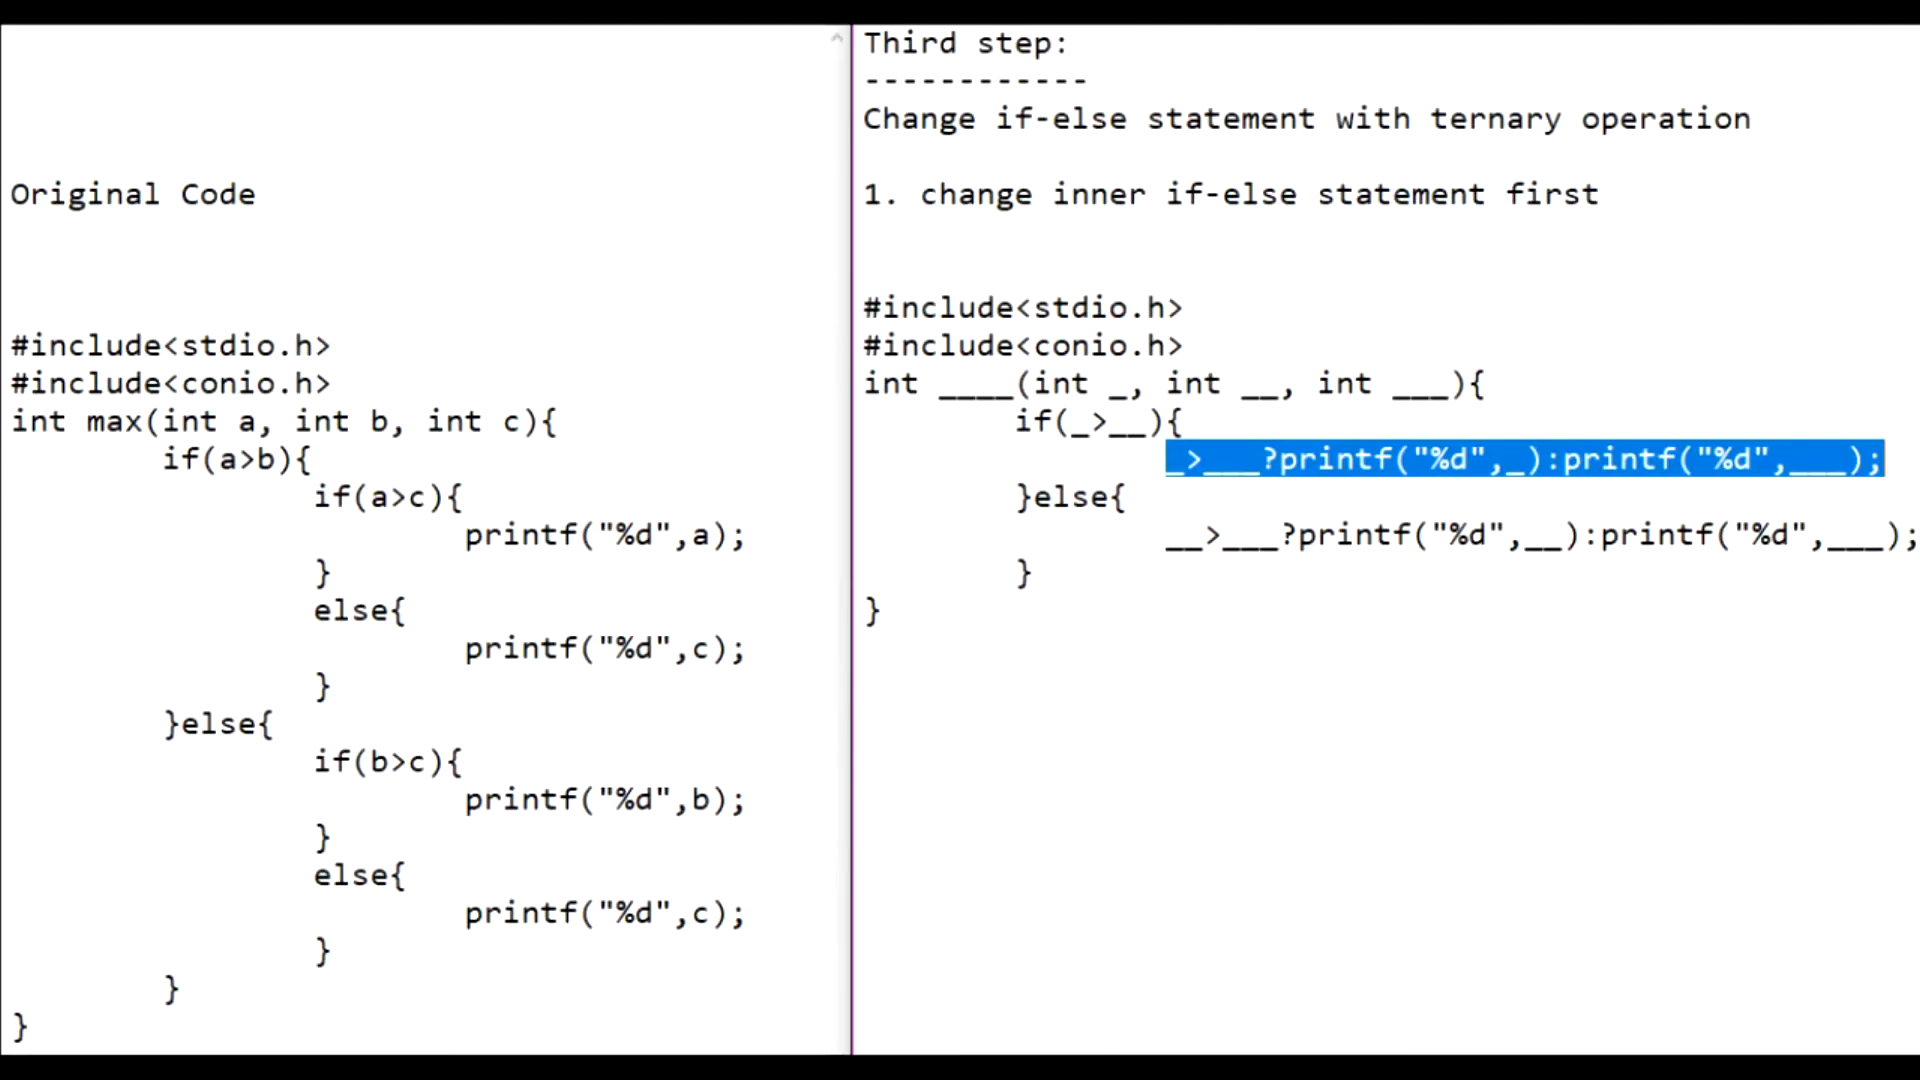 Original Code
#include<stdio.h>
#include<conio.h>
int max(int a, int b, int c){
if(a>b){
if(a>c){
printf("%d",a);
}
else{
printf("%d",c);
}
}else{
if(b>c){
printf("%d",b);
}
else{
printf("%d",c);
}
}
}
Third step:
------------
Change if-else statement with ternary operation
1. change inner if-else statement first
#include<stdio.h>
#include<conio.h>
int ____(int _, int __, int ___){
if(_>__){
_>___?printf("%d",_):printf("%d",___);
}else{
__>___?printf("%d",__):printf("%d",___);
}
}